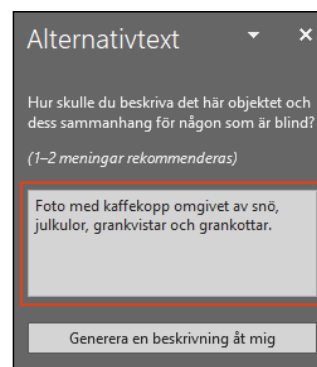 Alternativtext
Hur skulle du beskriva det här objektet och
dess sammanhang för någon som är blind?
(1–2 meningar rekommenderas)
Foto med kaffekopp omgivet av snö,
julkulor, grankvistar och grankottar.
Generera en beskrivning åt mig